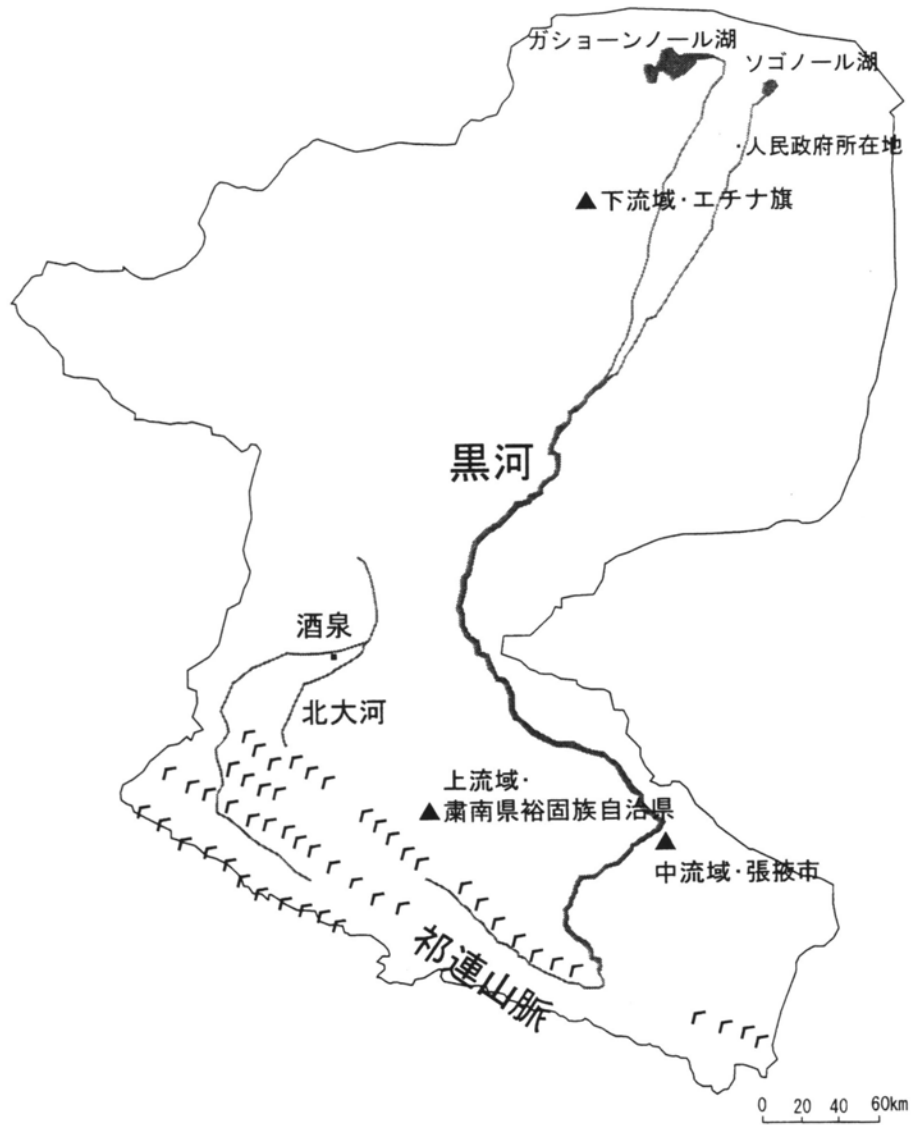 ガショーンノール湖
ソゴノール湖
・人民政府所在地
▲下流域・エチナ旗
黒河
酒泉
北大河
上流域・
▲粛南県裕固族自治県
▲
中流域・張掖市
祁連山脈
0 20 40 60km